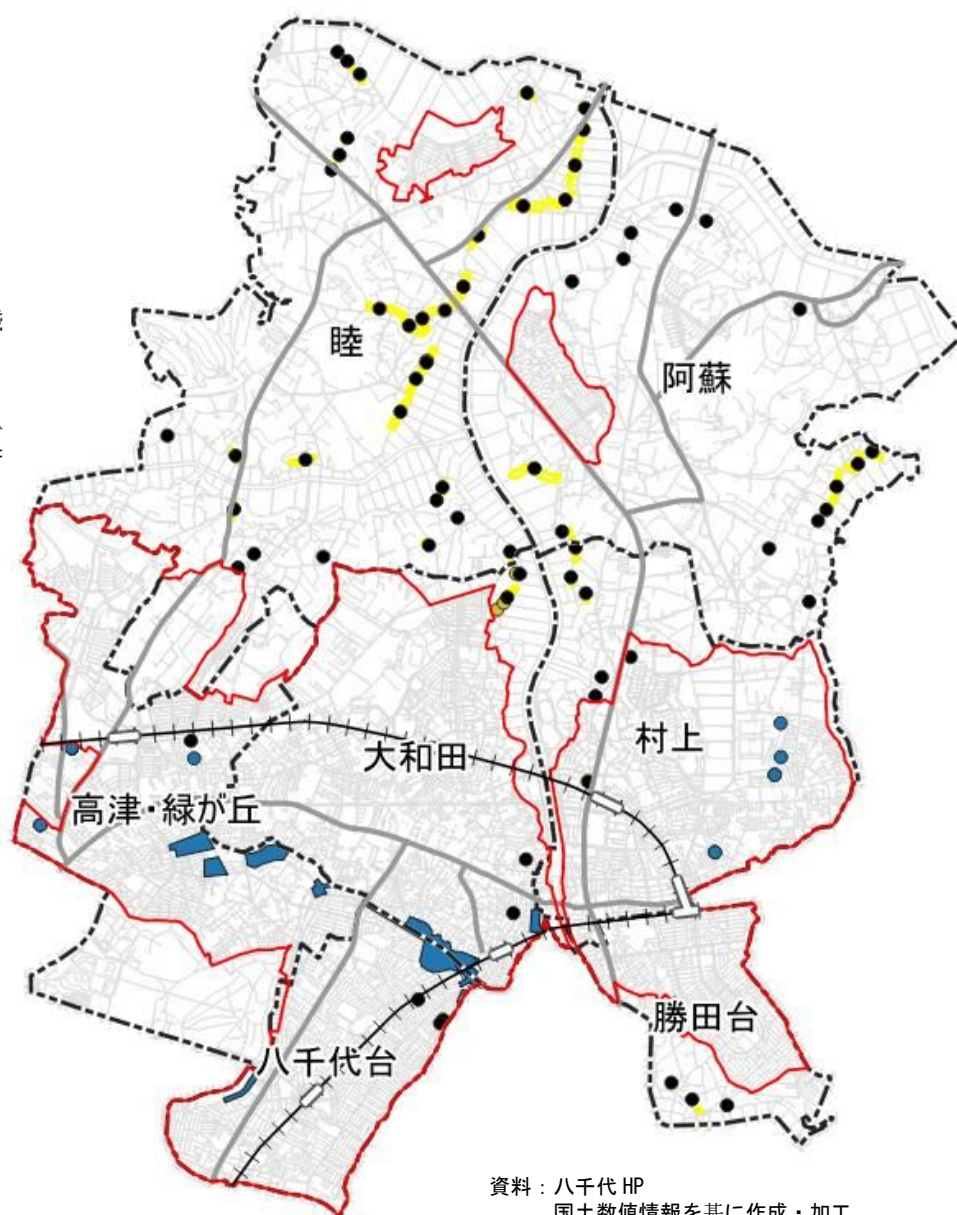 睦
阿蘇
大和田
村上
高津・緑が丘
勝田台
八千代台
資料：八千代 HP
国土数値情報を基に作成・加工